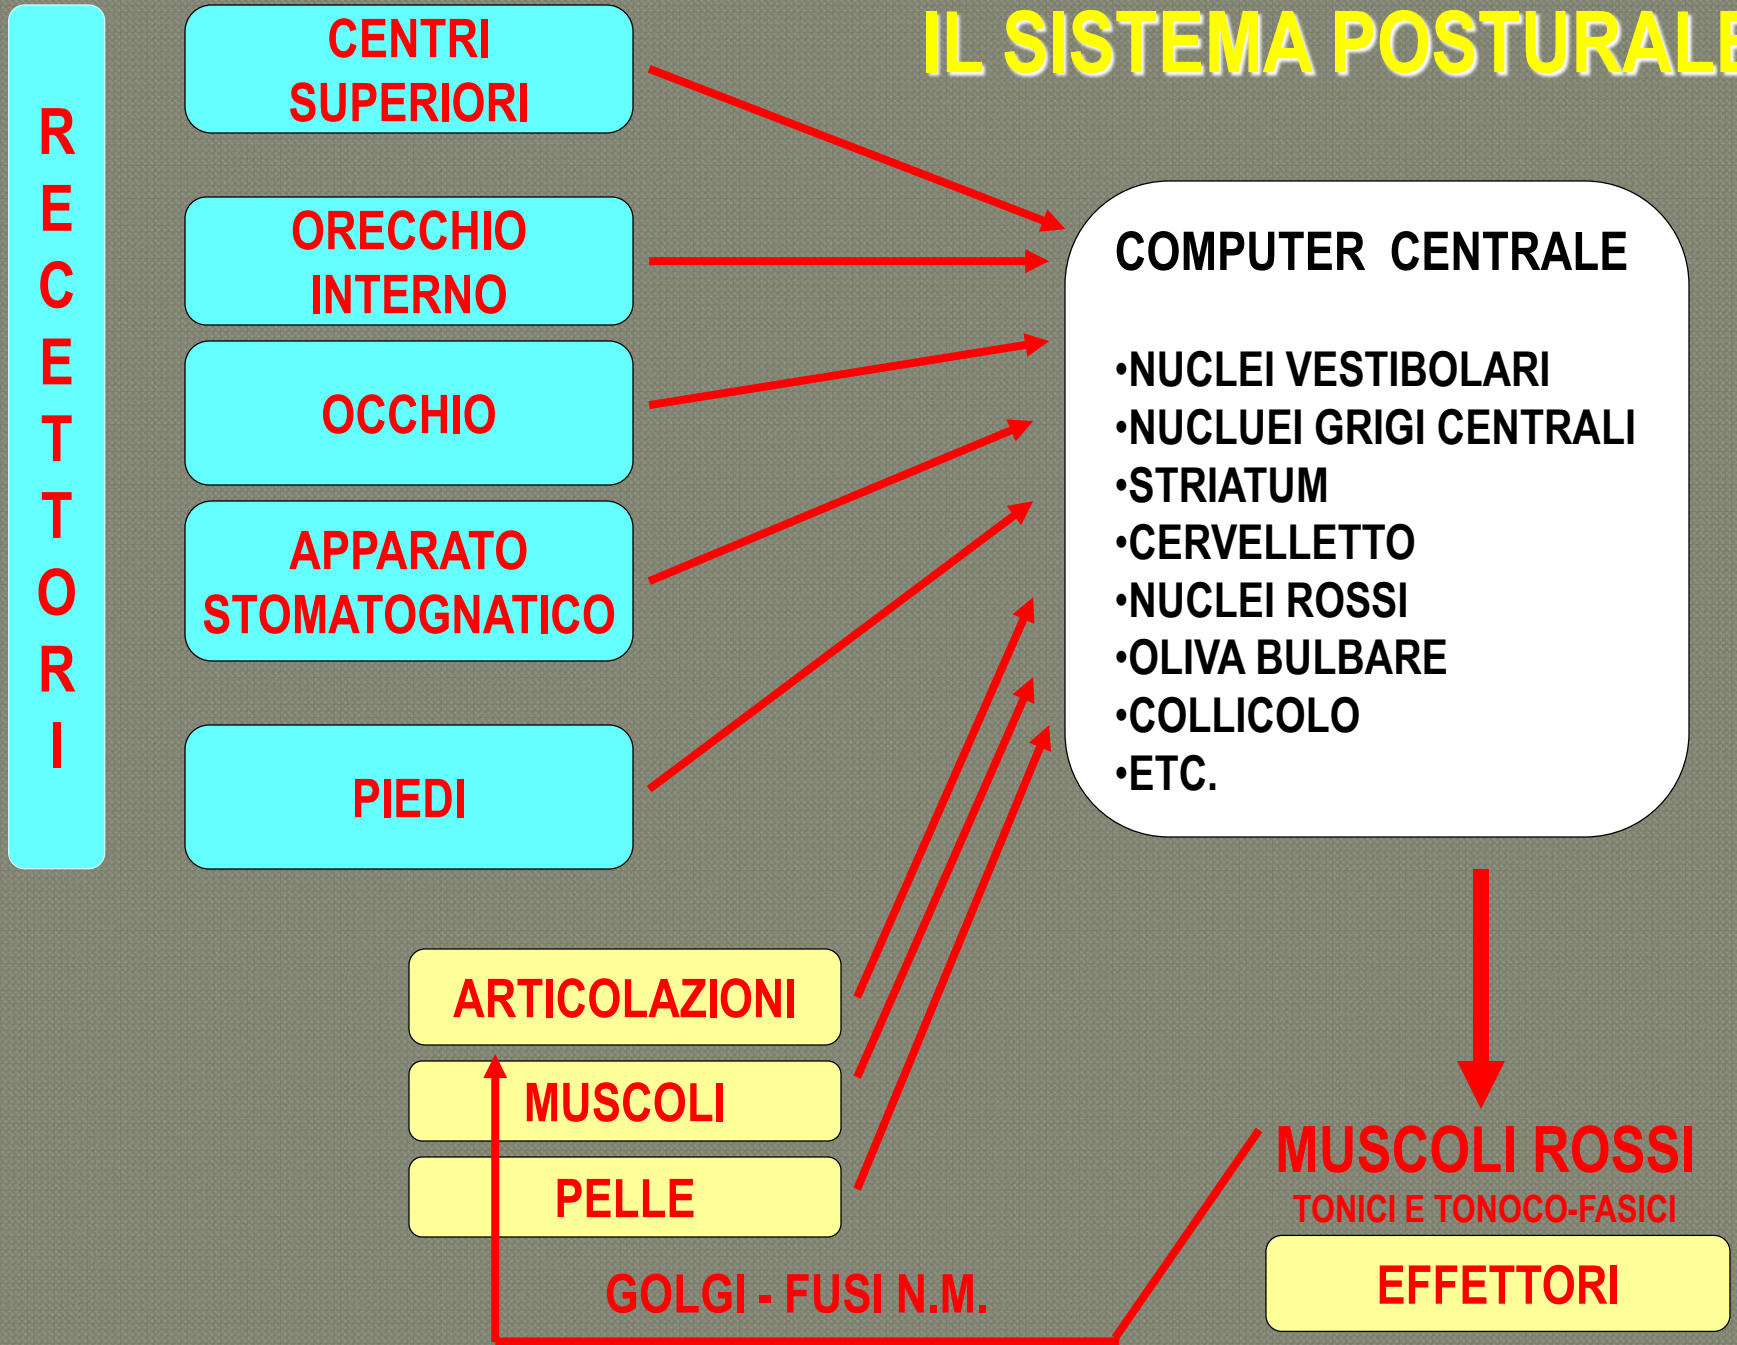 IL SISTEMA POSTURALE
RECETTORI
CENTRI
SUPERIORI
ORECCHIO
INTERNO
OCCHIO
APPARATO
STOMATOGNATICO
PIEDI
COMPUTER CENTRALE
•NUCLEI VESTIBOLARI
•NUCLUEI GRIGI CENTRALI
•STRIATUM
•CERVELLETTO
•NUCLEI ROSSI
•OLIVA BULBARE
•COLLICOLO
•ETC.
ARTICOLAZIONI
MUSCOLI
PELLE
GOLGI - FUSI N.M.
MUSCOLI ROSSI
TONICI E TONOCO-FASICI
EFFETTORI